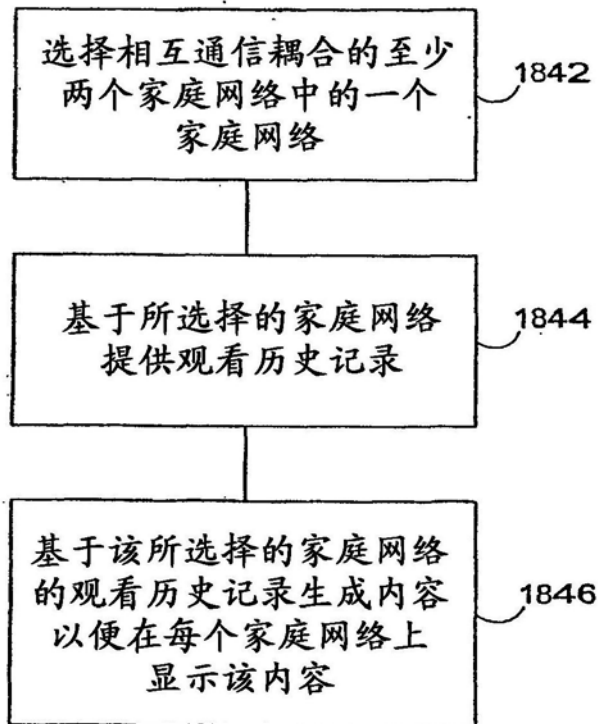 选择相互通信耦合的至少
两个家庭网络中的一个
家庭网络
1842
基于所选择的家庭网络
提供观看历史记录
1844
基于该所选择的家庭网络
的观看历史记录生成内容
以便在每个家庭网络上
显示该内容
1846